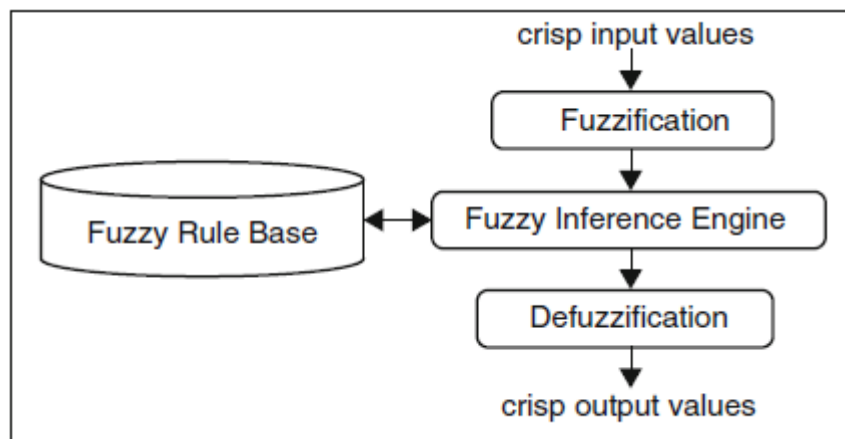 crisp input values
Fuzzification
Fuzzy Rule Base
Fuzzy Inference Engine
Defuzzification
crisp output values